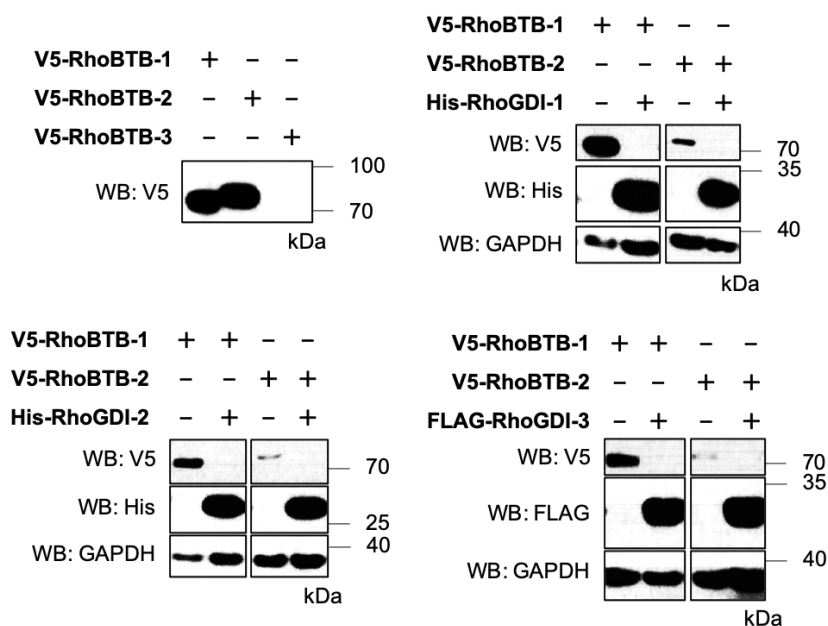 V5-RhoBTB-1 + – –
V5-RhoBTB-2 – + –
V5-RhoBTB-3 – – +
WB: V5
100
70
kDa
V5-RhoBTB-1 + + – –
V5-RhoBTB-2 – – + +
His-RhoGDI-1 – + – +
WB: V5 70
35
WB: His
40
WB: GAPDH
kDa
V5-RhoBTB-1 + + – –
V5-RhoBTB-2 – – + +
His-RhoGDI-2 – + – +
WB: V5 70
WB: His
25
40
WB: GAPDH
kDa
V5-RhoBTB-1 + + – –
V5-RhoBTB-2 – – + +
FLAG-RhoGDI-3 – + – +
WB: V5 70
35
WB: FLAG
40
WB: GAPDH
kDa